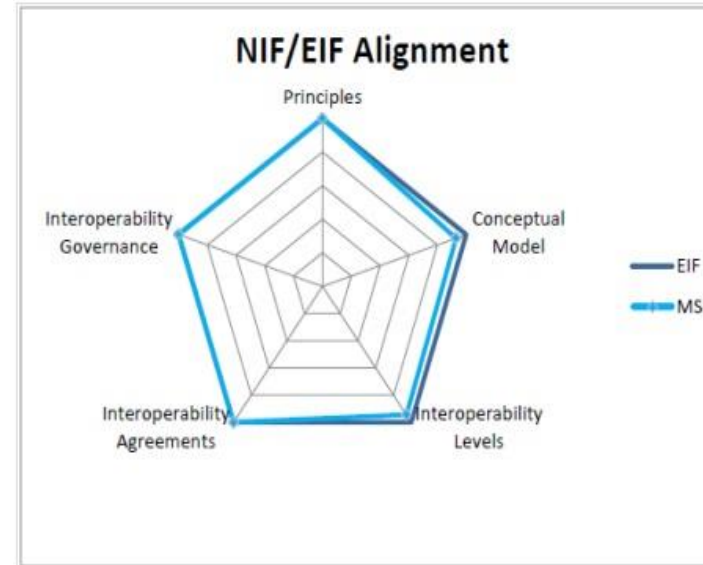 NIF/EIF Alignment
Principles
Interoperability
Governance
Conceptual
Model
EIF
MS
Interoperability
Agreements
Interoperability
Levels